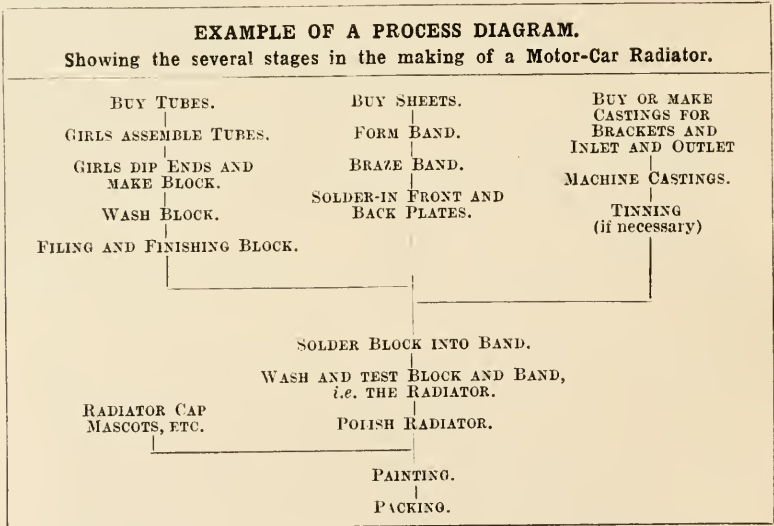 EXAMPLE OF A PROCESS DIAGRAM.
Showing the several stages in the making of a Motor-Car Radiator.
BUY TUBES.
GIRLS ASSEMBLE TUBES.
GIRLS DIP ENDS AND
MAKE BLOCK.
WASH BLOCK.
FILING AND FINISHING BLOCK.
BUY SHEETS.
FORM BAND.
BRAZE BAND.
SOLDER-IN FRONT AND
BACK PLATES.
BUY OR MAKE
CASTINGS FOR
BRACKETS AND
INLET AND OUTLET
MACHINE CASTINGS.
TINNING
(if necessary)
SOLDER BLOCK INTO BAND.
WASH AND TEST BLOCK AND BAND,
i.e. THE RADIATOR.
RADIATOR CAP
MASCOTS, ETC.
POLISH RADIATOR.
PAINTING.
PACKING.